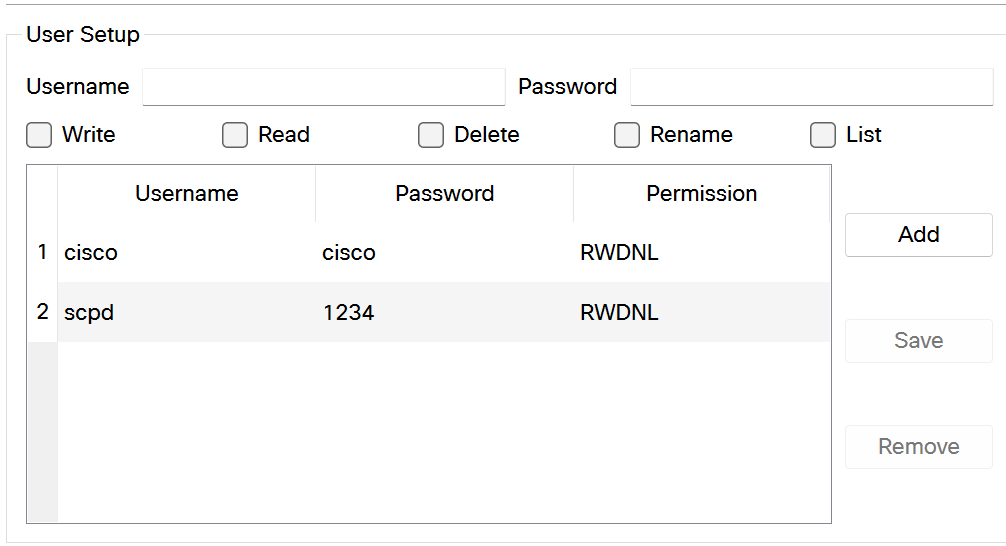 User Setup
Username Password
Write Read Delete Rename List
Username Password Permission
Add
1 cisco cisco RWDNL
2 scpd 1234 RWDNL
Save
Remove